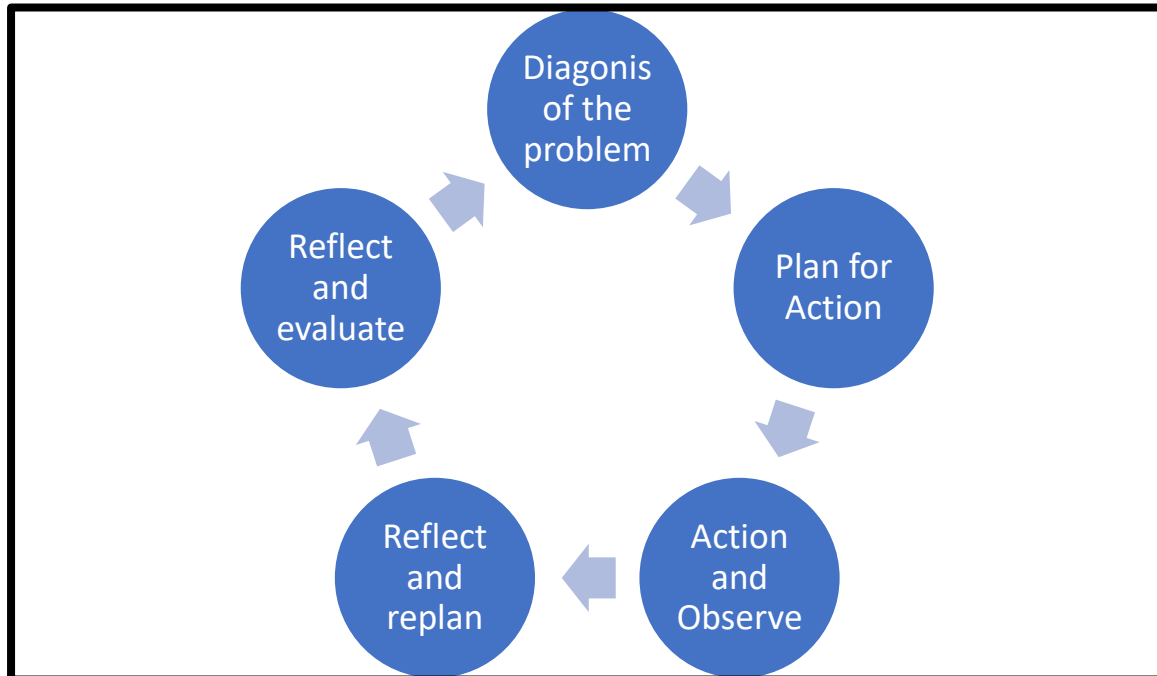 Diagonis
of the
problem
Plan for
Action
Action
and
Observe
Reflect
and
replan
Reflect
and
evaluate